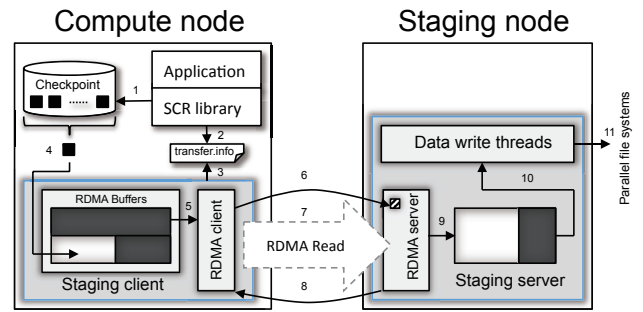 Compute node
Staging node
Application
SCR library
Checkpoint
......
1
2
transfer.info
3
4
RDMA Buffers
5
RDMA client
Staging client
6
7
RDMA Read
8
RDMA server
9
Staging server
10
Data write threads
11
Parallel file systems